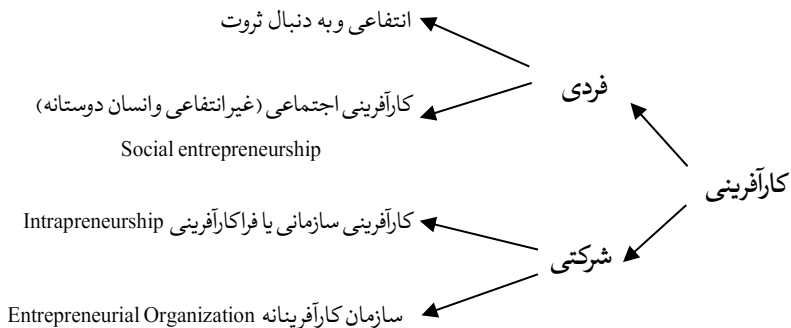 انتفاعی وبه دنبال ثروت
فردی
کارآفرینی اجتماعی (غیرانتفاعی وانسان دوستانه)
Social entrepreneurship
کارآفرینی
کارآفرینی سازمانی یا فراکارآفرینی Intrapreneurship
شرکتی
سازمان کارآفرینانه Entrepreneurial Organization